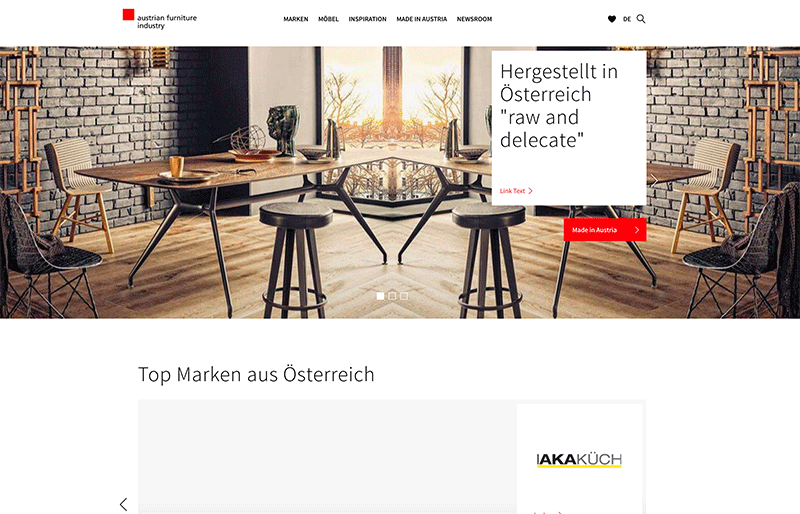 austrian furniture
industry
MARKEN MÖBEL INSPIRATION MADE IN AUSTRIA NEWSROOM
DE
Hergestellt in
Österreich
"raw and
delecate"
Link Text
Made in Austria
Top Marken aus Österreich
AKAKÜCH